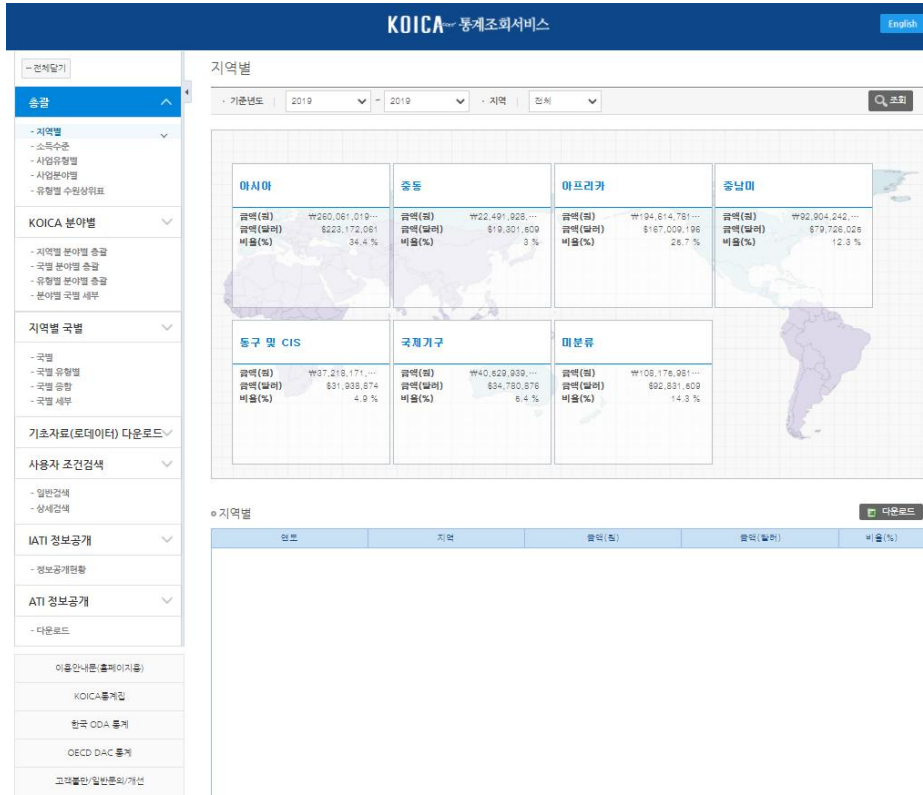 KOICA 통계조회서비스
English
전체닫기
지역별
총괄
· 기준년도 2019 ~ 2019 · 지역 전체 조회
- 지역별
- 소득수준
- 사업유형별
- 사업분야별
- 유형별 수원상위표
KOICA 분야별
- 지역별 분야별 총괄
- 국별 분야별 총괄
- 유형별 분야별 총괄
- 분야별 국별 세부
지역별 국별
- 국별
- 국별 유형별
- 국별 종합
- 국별 세부
기초자료(로데이터) 다운로드
사용자 조건검색
- 일반검색
- 상세검색
IATI 정보공개
- 정보공개현황
ATI 정보공개
- 다운로드
이용안내문(홈페이지용)
KOICA통계집
한국 ODA 통계
OECD DAC 통계
고객불만/일반문의/개선
아시아
금액(원) ₩260,061,019…
금액(달러) $223,172,061
비율(%) 34.4 %
중동
금액(원) ₩22,491,928,…
금액(달러) $19,301,609
비율(%) 3 %
아프리카
금액(원) ₩194,614,781…
금액(달러) $167,009,196
비율(%) 25.7 %
중남미
금액(원) ₩92,904,242,…
금액(달러) $79,726,025
비율(%) 12.3 %
동구 및 CIS
금액(원) ₩37,218,171,…
금액(달러) $31,938,874
비율(%) 4.9 %
국제기구
금액(원) ₩40,529,939,…
금액(달러) $34,780,876
비율(%) 5.4 %
미분류
금액(원) ₩108,176,981…
금액(달러) $92,831,609
비율(%) 14.3 %
지역별
다운로드
멘토 지역 금액(원) 금액(달러) 비율(%)